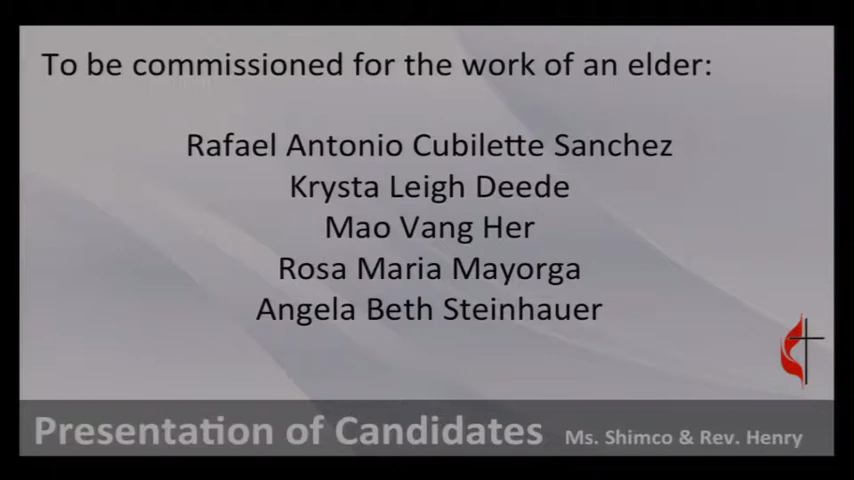 To be commissioned for the work of an elder:
Rafael Antonio Cubilette Sanchez
Krysta Leigh Deede
Mao Vang Her
Rosa Maria Mayorga
Angela Beth Steinhauer
Presentation of Candidates Ms. Shimco & Rev. Henry